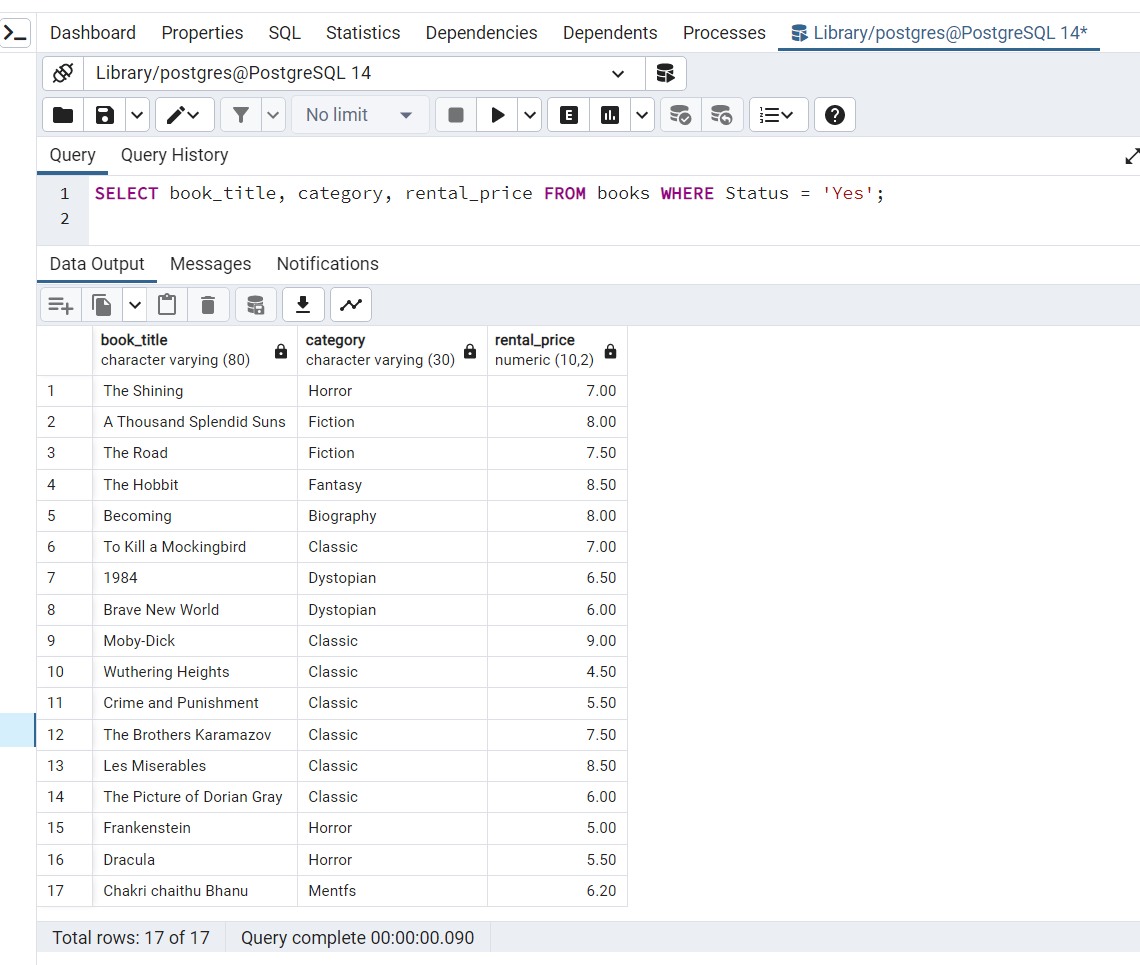 Dashboard Properties SQL Statistics Dependencies Dependents Processes Library/postgres@PostgreSQL 14*
Library/postgres@PostgreSQL 14
No limit E
Query Query History
1 SELECT book_title, category, rental_price FROM books WHERE Status = 'Yes';
2
Data Output Messages Notifications
book_title category rental_price
character varying (80) character varying (30) numeric (10,2)
1 The Shining Horror 7.00
2 A Thousand Splendid Suns Fiction 8.00
3 The Road Fiction 7.50
4 The Hobbit Fantasy 8.50
5 Becoming Biography 8.00
6 To Kill a Mockingbird Classic 7.00
7 1984 Dystopian 6.50
8 Brave New World Dystopian 6.00
9 Moby-Dick Classic 9.00
10 Wuthering Heights Classic 4.50
11 Crime and Punishment Classic 5.50
12 The Brothers Karamazov Classic 7.50
13 Les Miserables Classic 8.50
14 The Picture of Dorian Gray Classic 6.00
15 Frankenstein Horror 5.00
16 Dracula Horror 5.50
17 Chakri chaithu Bhanu Mentfs 6.20
Total rows: 17 of 17 Query complete 00:00:00.090